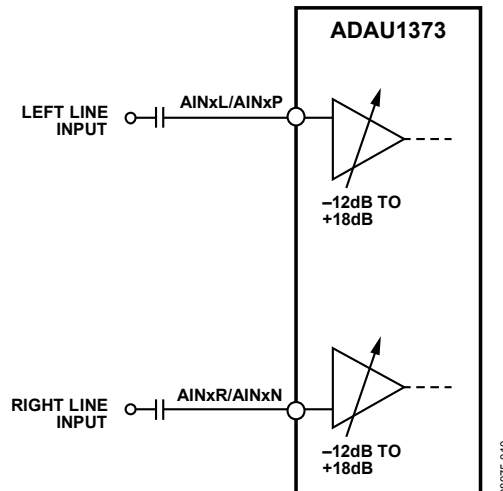 ADAU1373
AINxL/AINxP
LEFT LINE
INPUT
–12dB TO
+18dB
AINxR/AINxN
RIGHT LINE
INPUT
–12dB TO
+18dB